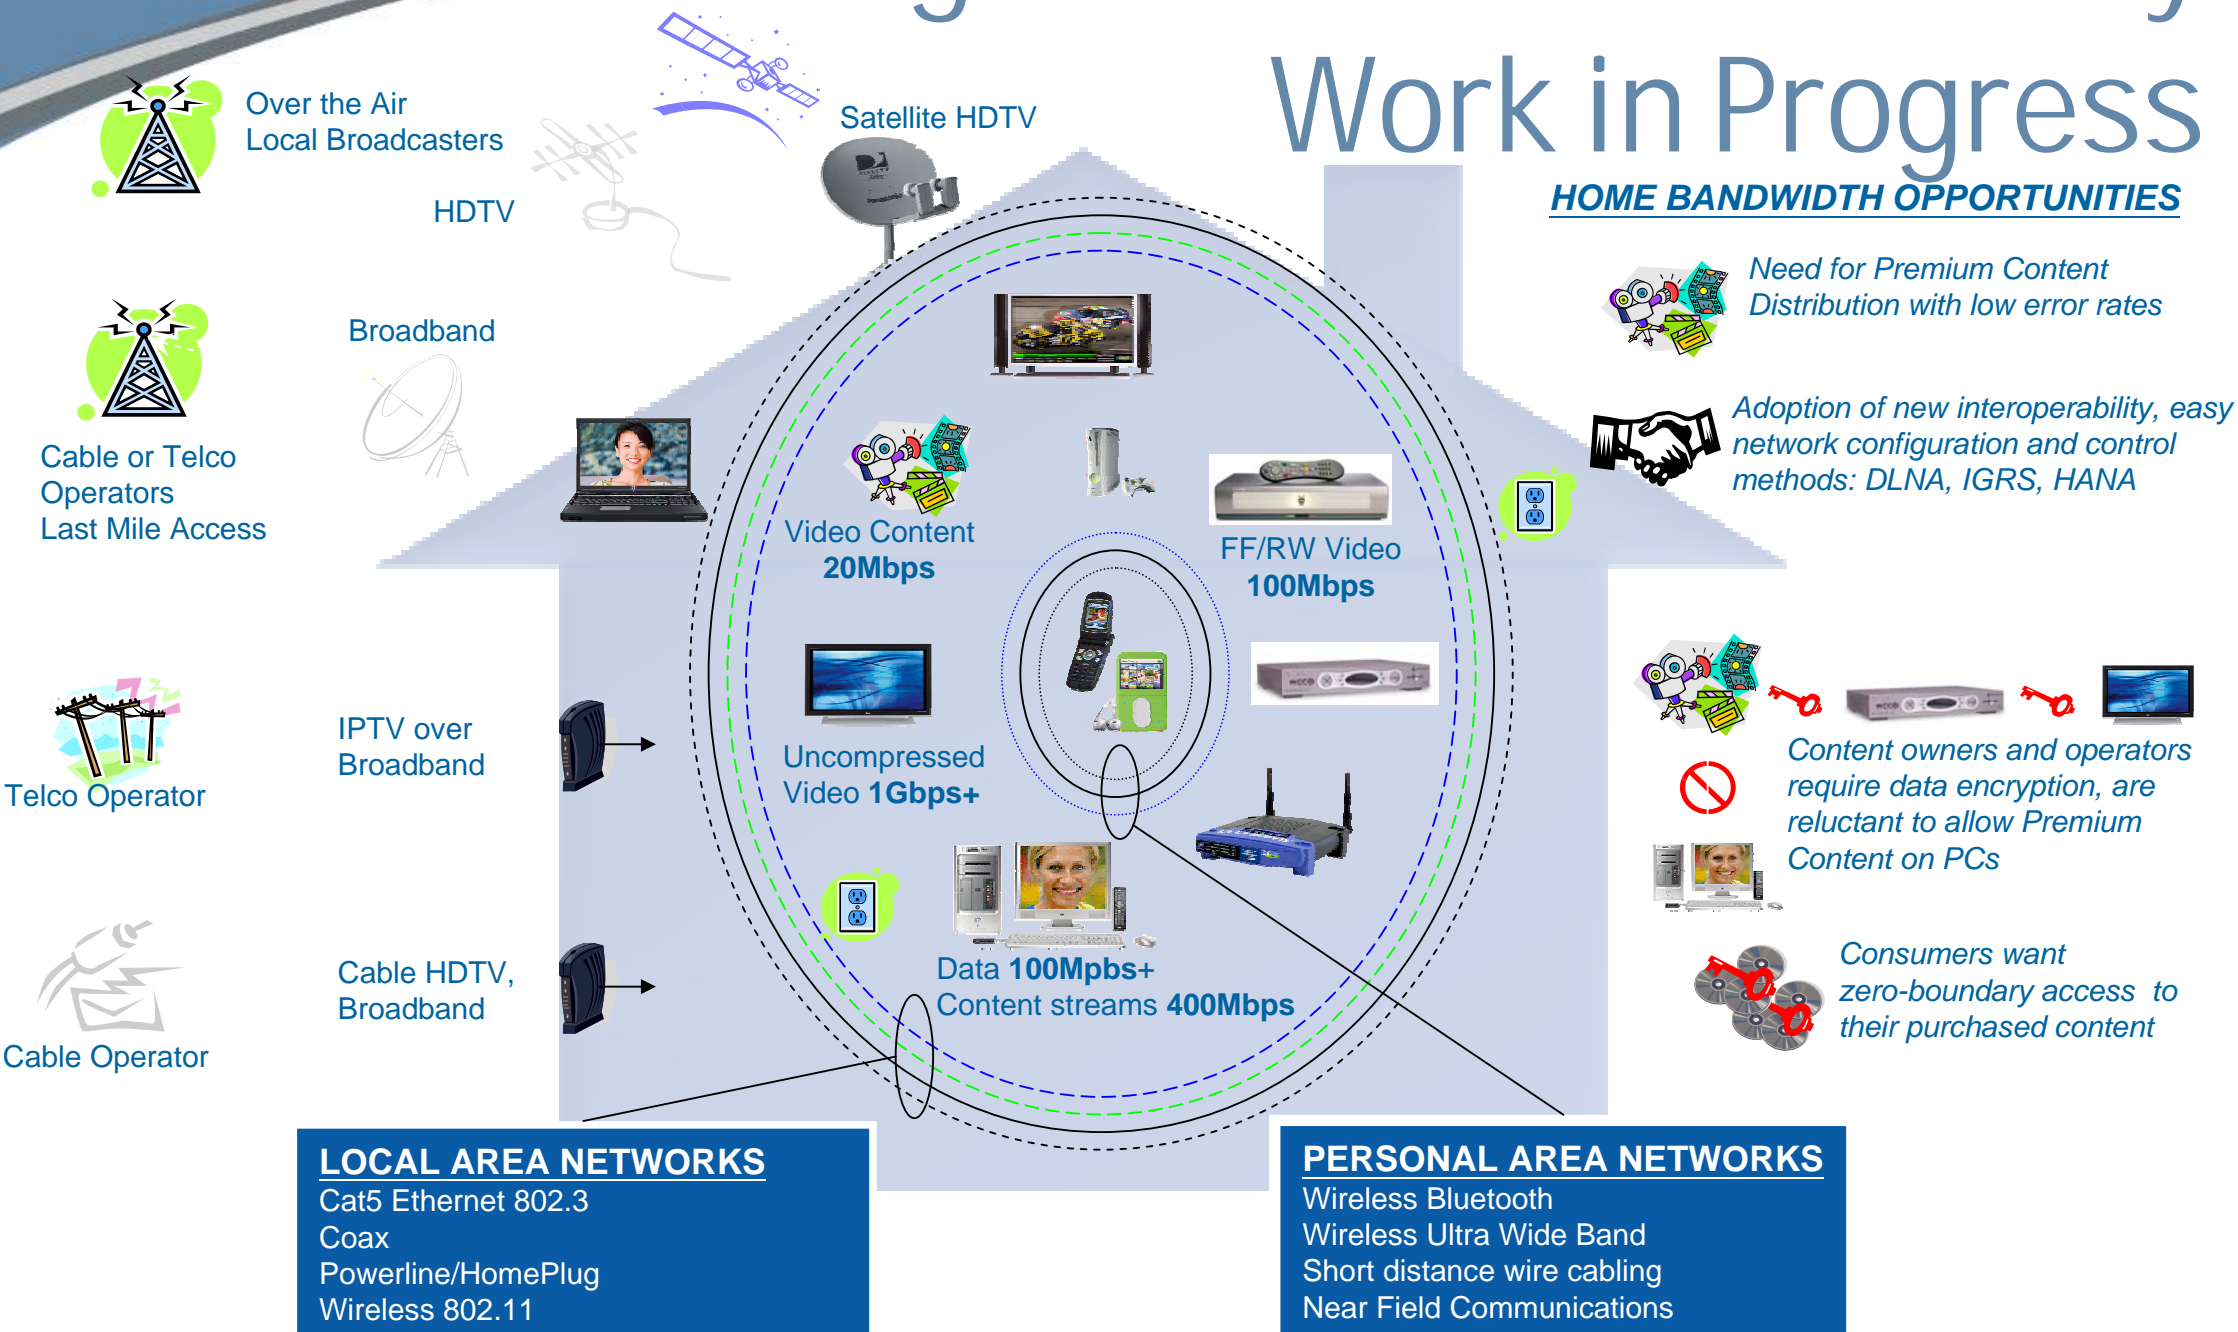 Work in Progress
Over the Air
Local Broadcasters
Satellite HDTV
HDTV
HOME BANDWIDTH OPPORTUNITIES
Need for Premium Content
Distribution with low error rates
Broadband
Adoption of new interoperability, easy
network configuration and control
methods: DLNA, IGRS, HANA
Cable or Telco
Operators
Last Mile Access
Video Content
20Mbps
FF/RW Video
100Mbps
Telco Operator
IPTV over
Broadband
Uncompressed
Video 1Gbps+
Content owners and operators
require data encryption, are
reluctant to allow Premium
Content on PCs
Cable Operator
Cable HDTV,
Broadband
Data 100Mpbs+
Content streams 400Mbps
Consumers want
zero-boundary access to
their purchased content
LOCAL AREA NETWORKS
Cat5 Ethernet 802.3
Coax
Powerline/HomePlug
Wireless 802.11
PERSONAL AREA NETWORKS
Wireless Bluetooth
Wireless Ultra Wide Band
Short distance wire cabling
Near Field Communications